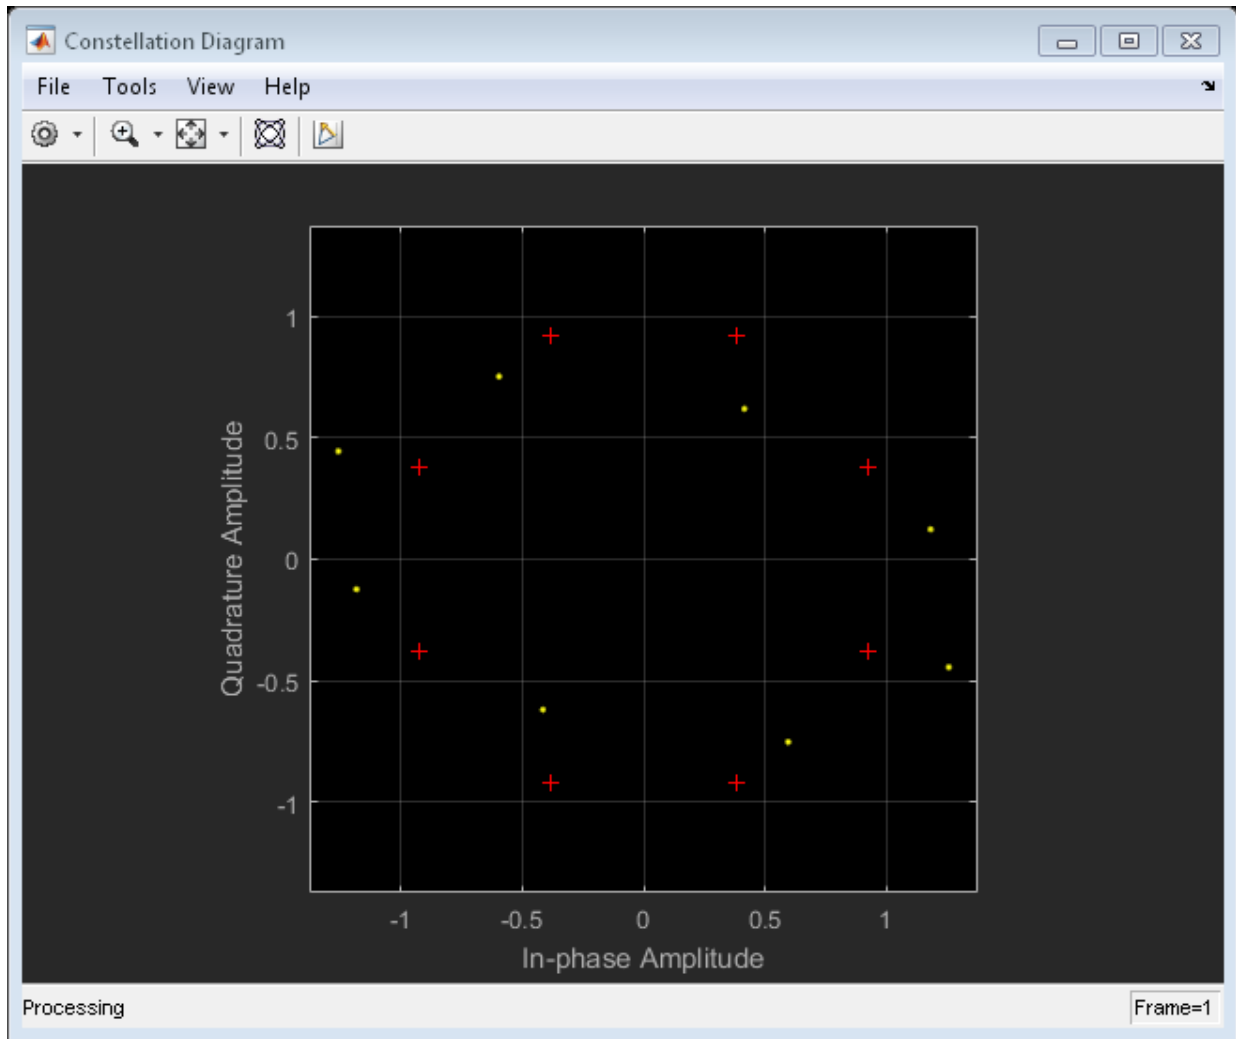 Constellation Diagram
File Tools View Help
1
0.5
0
-0.5
-1
Quadrature Amplitude
-1 -0.5 0 0.5 1
In-phase Amplitude
Processing Frame=1